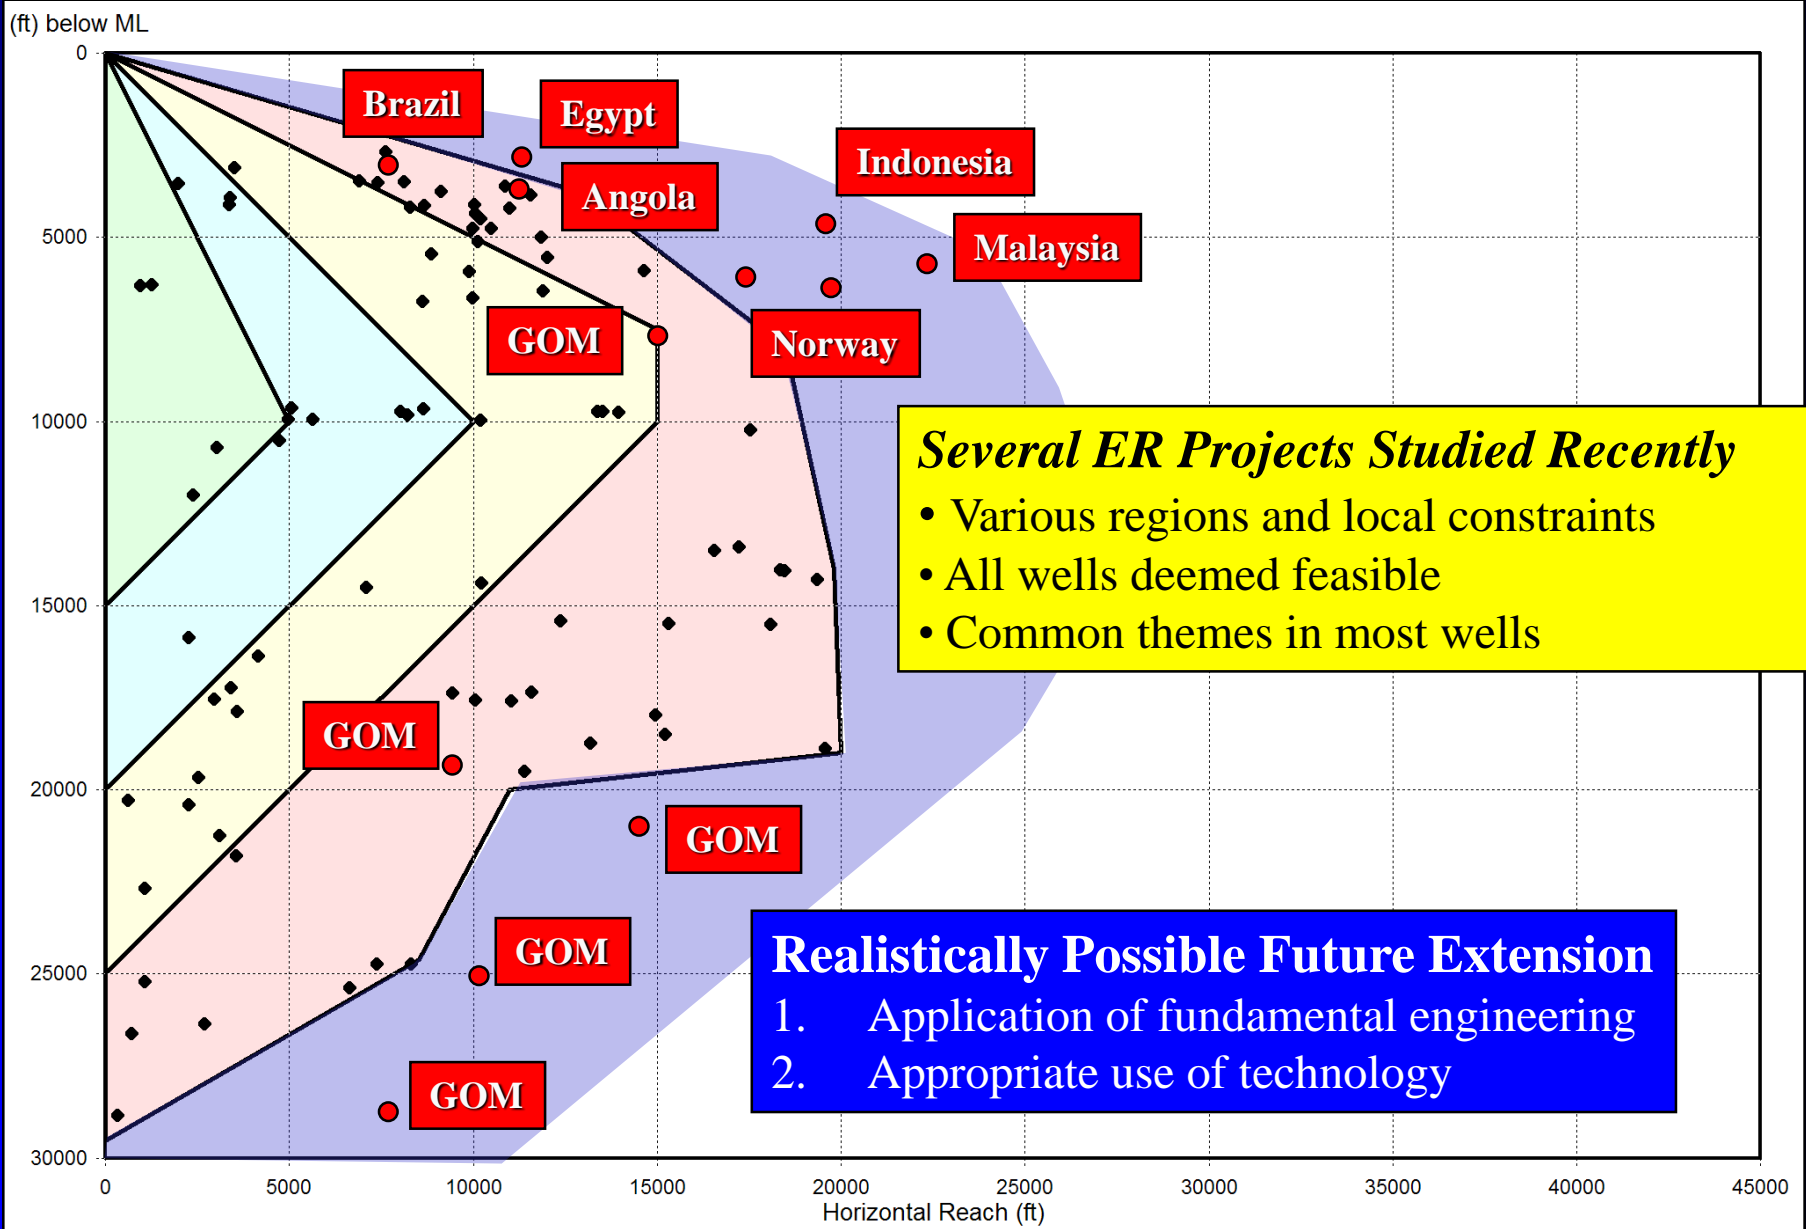 (ft) below ML
0
5000
10000
15000
20000
25000
30000
Brazil
Egypt
Indonesia
Angola
Malaysia
GOM
Norway
Several ER Projects Studied Recently
• Various regions and local constraints
• All wells deemed feasible
• Common themes in most wells
GOM
GOM
GOM
GOM
Realistically Possible Future Extension
1. Application of fundamental engineering
2. Appropriate use of technology
0 5000 10000 15000 20000 25000 30000 35000 40000 45000
Horizontal Reach (ft)